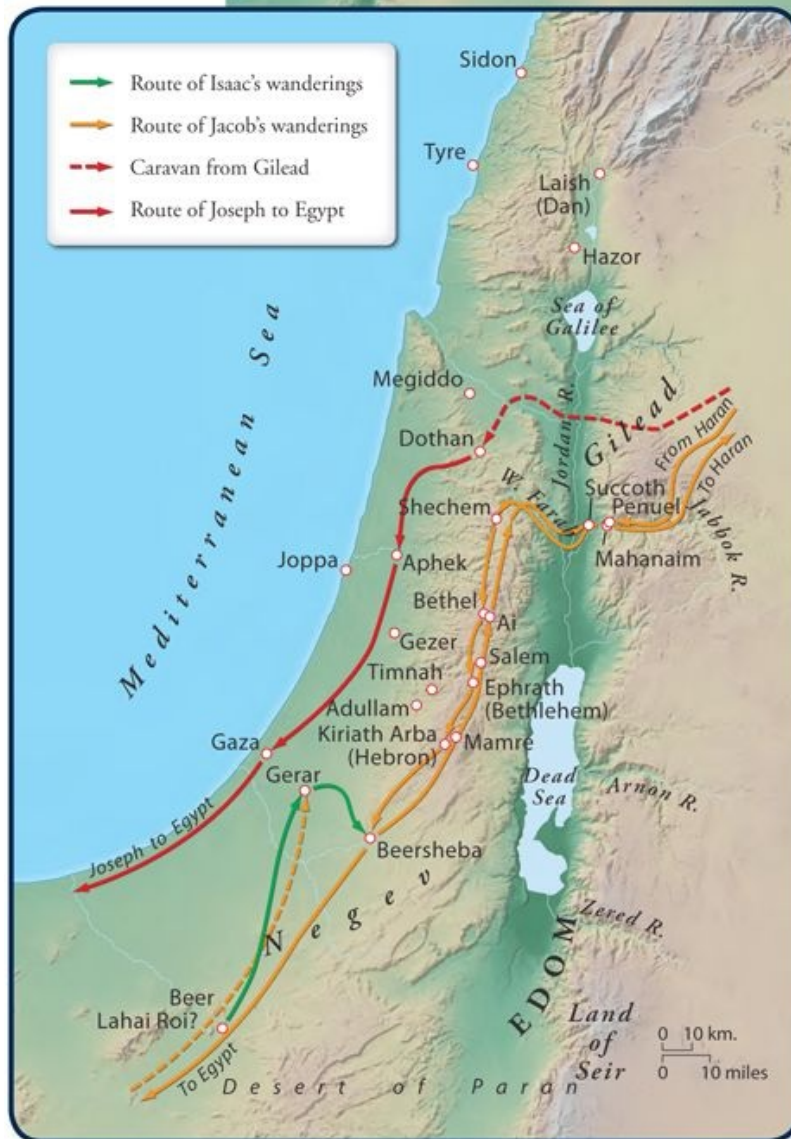 Route of Isaac's wanderings
Route of Jacob's wanderings
Caravan from Gilead
Route of Joseph to Egypt
Sidon
Tyre
Laish
(Dan)
Hazor
Sea of
Galilee
Mediterranean Sea
Megiddo
Jordan R.
Gilead
From Haran
To Haran
Dothan
W. Farah
Succoth
Penuel
Jabbok R.
Shechem
Mahanaim
Joppa
Aphek
Bethel
Ai
Gezer
Salem
Timnah
Ephrath
(Bethlehem)
Adullam
Kiriath Arba
(Hebron)
Mamre
Gaza
Gerar
Dead
Sea
Arnon R.
Joseph to Egypt
Beersheba
Negev
Zered R.
EDOM
Beer
Lahai Roi?
Land
of
Seir
0 10 km.
0 10 miles
To Egypt
Desert of Paran